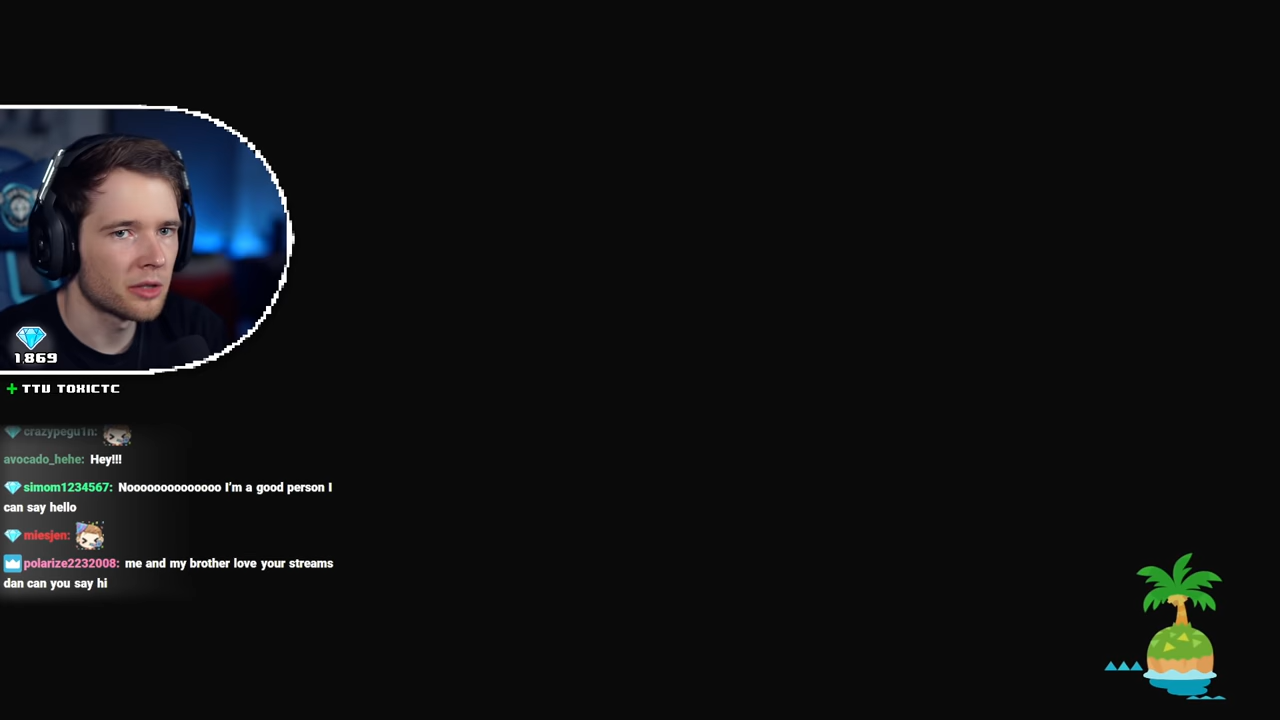 1869
+ TTV TOXICTC
crazypegu1n:
avocado_hehe: Hey!!!
simom1234567: Nooooooooooooo I'm a good person I
can say hello
miesjen:
polarize2232008: me and my brother love your streams
dan can you say hi